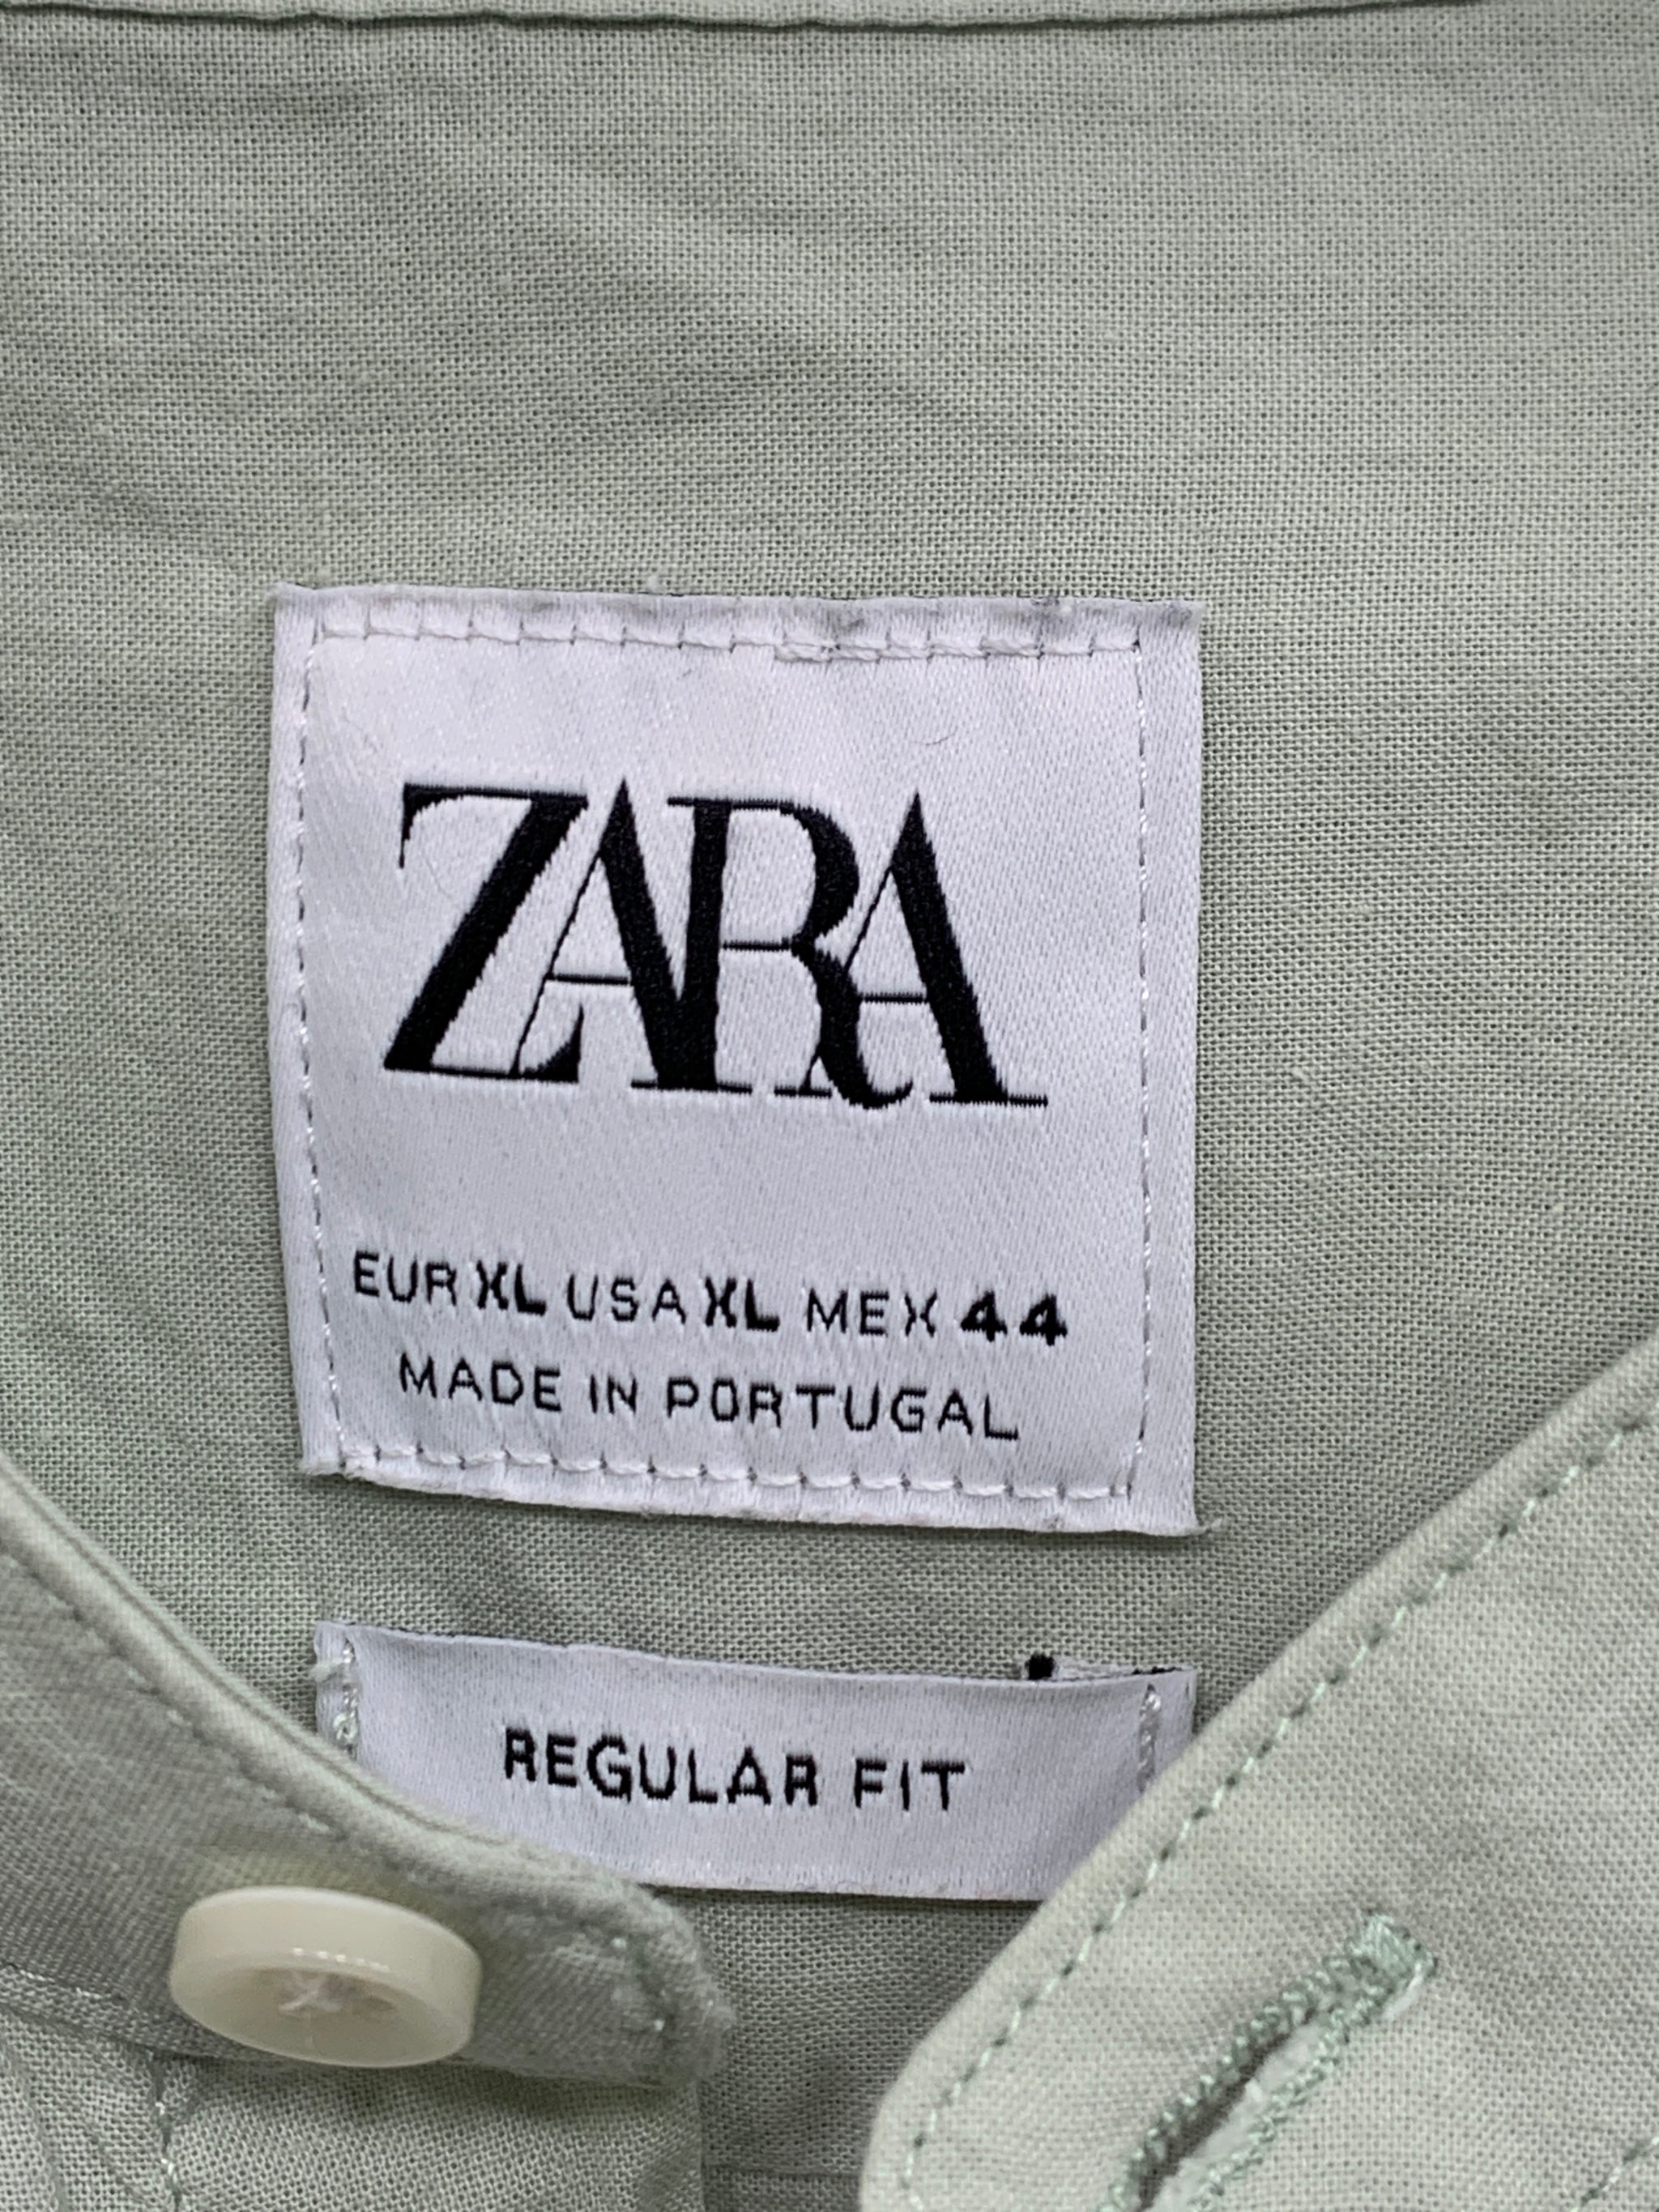 ZARA
EUR XL USA XL MEX 44
MADE IN PORTUGAL
REGULAR FIT